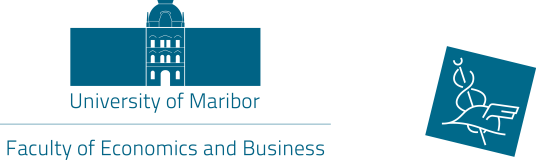 University of Maribor
Faculty of Economics and Business